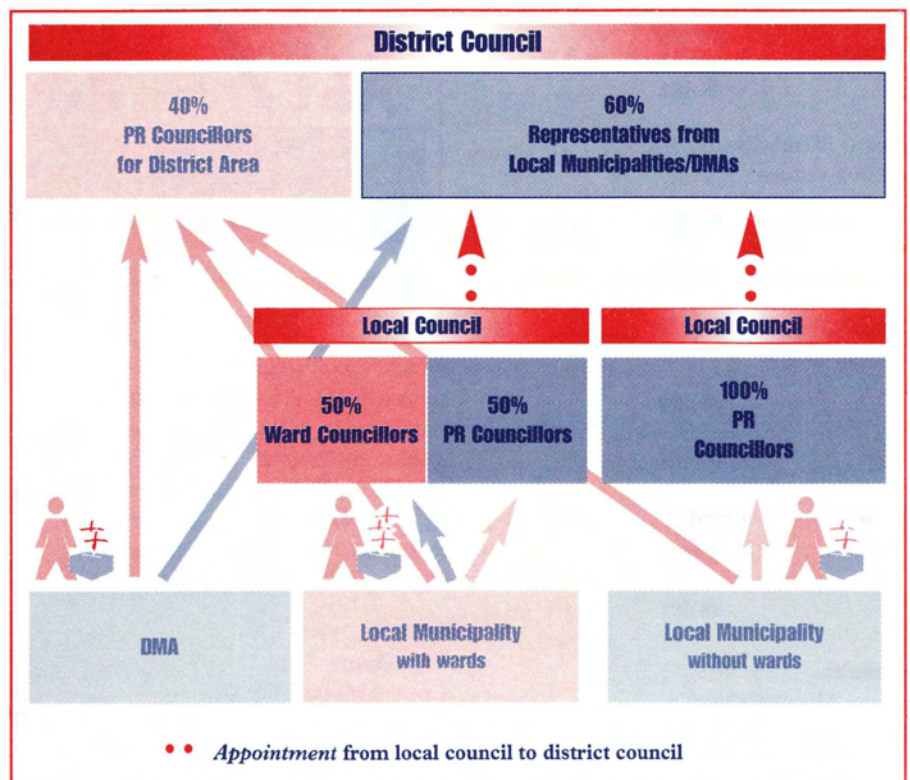 District Council
40%
PR Councillors
for District Area
60%
Representatives from
Local Municipalities/DMAs
Local Council
Local Council
50%
Ward Councillors
50%
PR Councillors
100%
PR
Councillors
DMA
Local Municipality
with wards
Local Municipality
without wards
•• Appointment from local council to district council